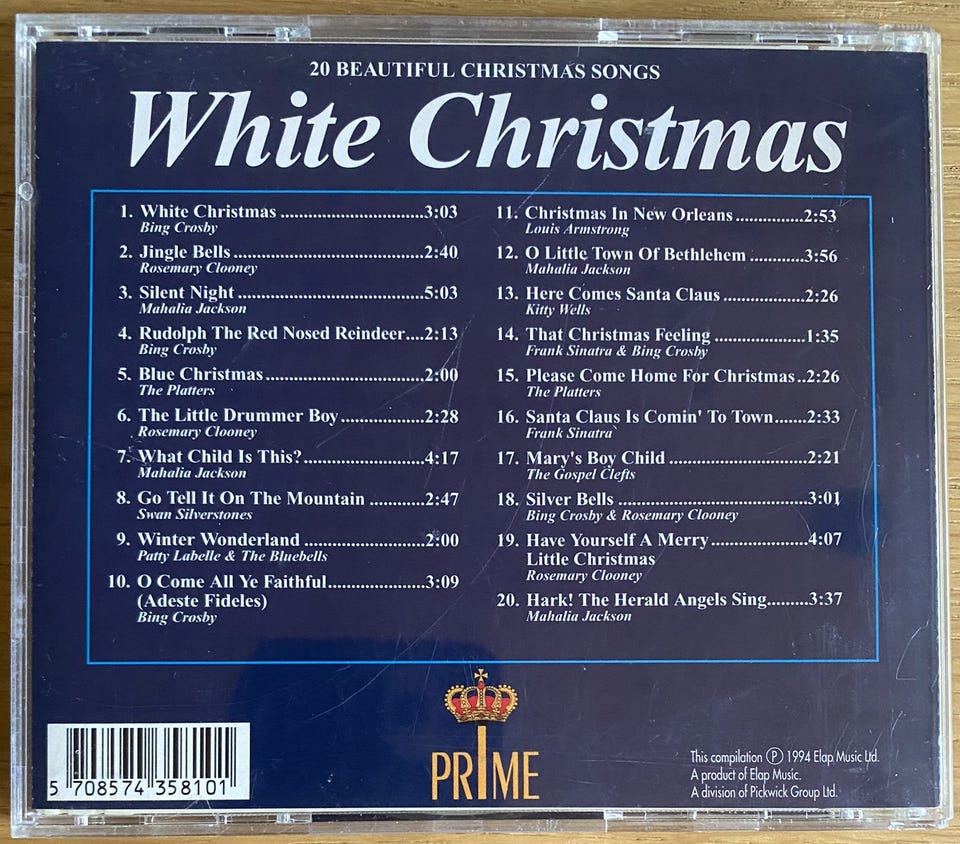 20 BEAUTIFUL CHRISTMAS SONGS
White Christmas
1. White Christmas ..............................3:03
Bing Crosby
2. Jingle Bells ........................................2:40
Rosemary Clooney
3. Silent Night .......................................5:03
Mahalia Jackson
4. Rudolph The Red Nosed Reindeer....2:13
Bing Crosby
5. Blue Christmas .................................2:00
The Platters
6. The Little Drummer Boy .................2:28
Rosemary Clooney
7. What Child Is This?.........................4:17
Mahalia Jackson
8. Go Tell It On The Mountain ............2:47
Swan Silverstones
9. Winter Wonderland ..........................2:00
Patty Labelle & The Bluebells
10. O Come All Ye Faithful....................3:09
(Adeste Fideles)
Bing Crosby
11. Christmas In New Orleans ..............2:53
Louis Armstrong
12. O Little Town Of Bethlehem ...........3:56
Mahalia Jackson
13. Here Comes Santa Claus .................2:26
Kitty Wells
14. That Christmas Feeling ...................1:35
Frank Sinatra & Bing Crosby
15. Please Come Home For Christmas ..2:26
The Platters
16. Santa Claus Is Comin' To Town.......2:33
Frank Sinatra
17. Mary's Boy Child .............................2:21
The Gospel Clefts
18. Silver Bells ........................................3:01
Bing Crosby & Rosemary Clooney
19. Have Yourself A Merry......................4:07
Little Christmas
Rosemary Clooney
20. Hark! The Herald Angels Sing.........3:37
Mahalia Jackson
5 708574 358101
PRIME
This compilation Ⓟ 1994 Elap Music Ltd.
A product of Elap Music.
A division of Pickwick Group Ltd.